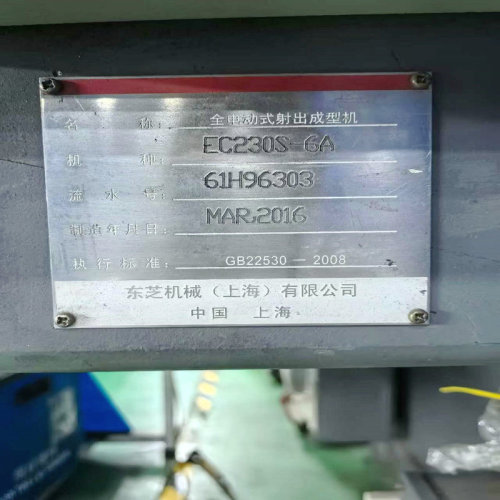 名 称: 全电动式射出成型机
机 种: EC230S-6A
流 水 号: 61H96303
制造年月日: MAR,2016
执行标准: GB22530—2008
东芝机械（上海）有限公司
中国 上海